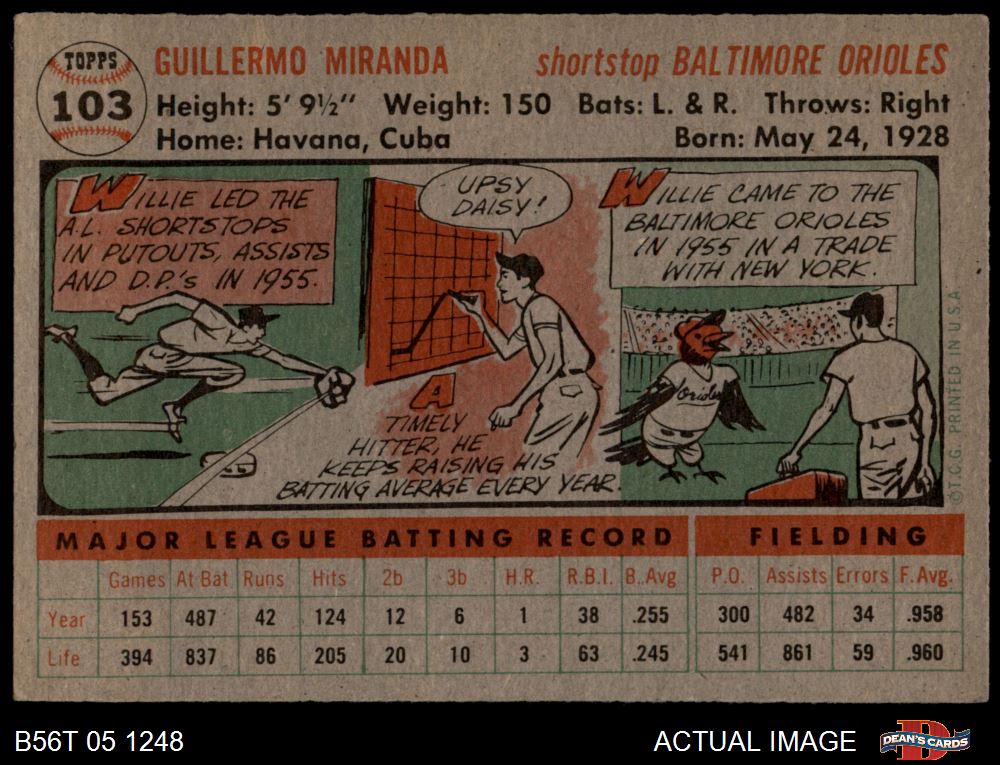 TOPPS
103
GUILLERMO MIRANDA shortstop BALTIMORE ORIOLES
Height: 5' 9½" Weight: 150 Bats: L. & R. Throws: Right
Home: Havana, Cuba Born: May 24, 1928
WILLIE LED THE
A.L. SHORTSTOPS
IN PUTOUTS, ASSISTS
AND D.P.'s IN 1955.
UPSY
DAISY!
A
TIMELY
HITTER, HE
KEEPS RAISING HIS
BATTING AVERAGE EVERY YEAR.
WILLIE CAME TO THE
BALTIMORE ORIOLES
IN 1955 IN A TRADE
WITH NEW YORK.
Orioles
©T.C.G. PRINTED IN U.S.A.
MAJOR LEAGUE BATTING RECORD FIELDING
Games At Bat Runs Hits 2b 3b H.R. R.B.I. B.Avg P.O. Assists Errors F.Avg.
Year 153 487 42 124 12 6 1 38 .255 300 482 34 .958
Life 394 837 86 205 20 10 3 63 .245 541 861 59 .960
B56T 05 1248 ACTUAL IMAGE DEAN'S CARDS